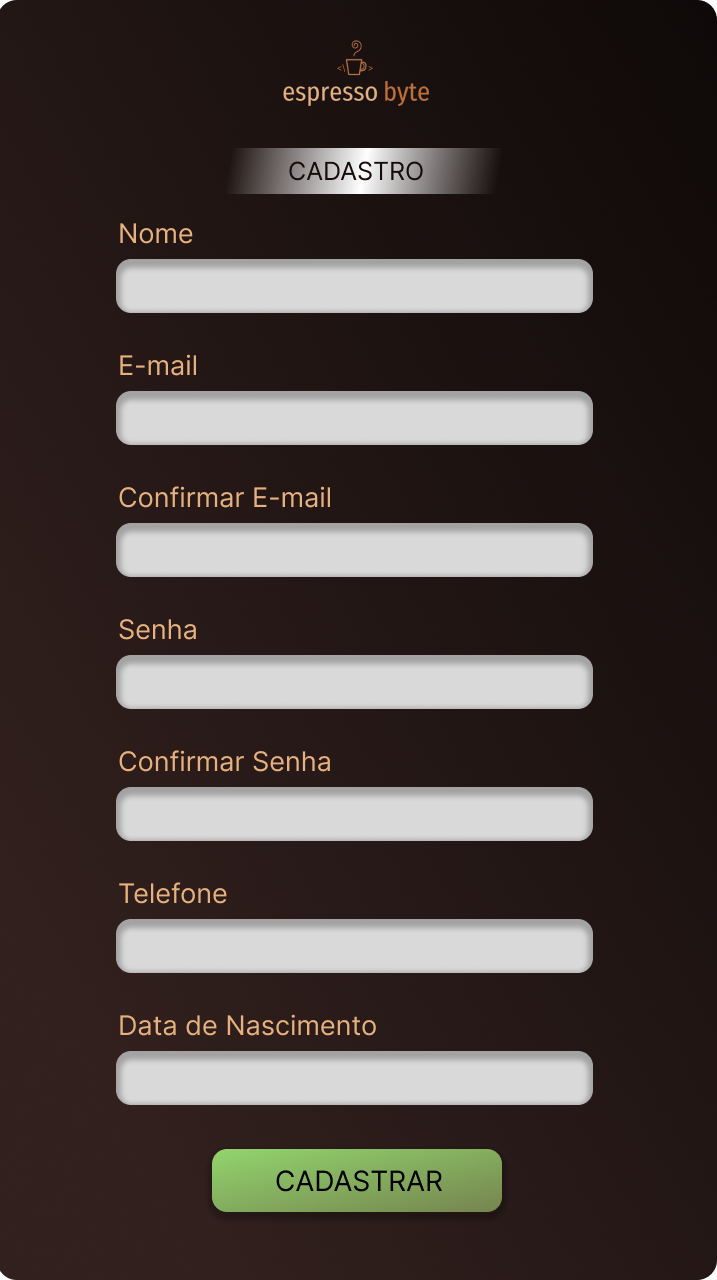 espresso byte
CADASTRO
Nome
E-mail
Confirmar E-mail
Senha
Confirmar Senha
Telefone
Data de Nascimento
CADASTRAR